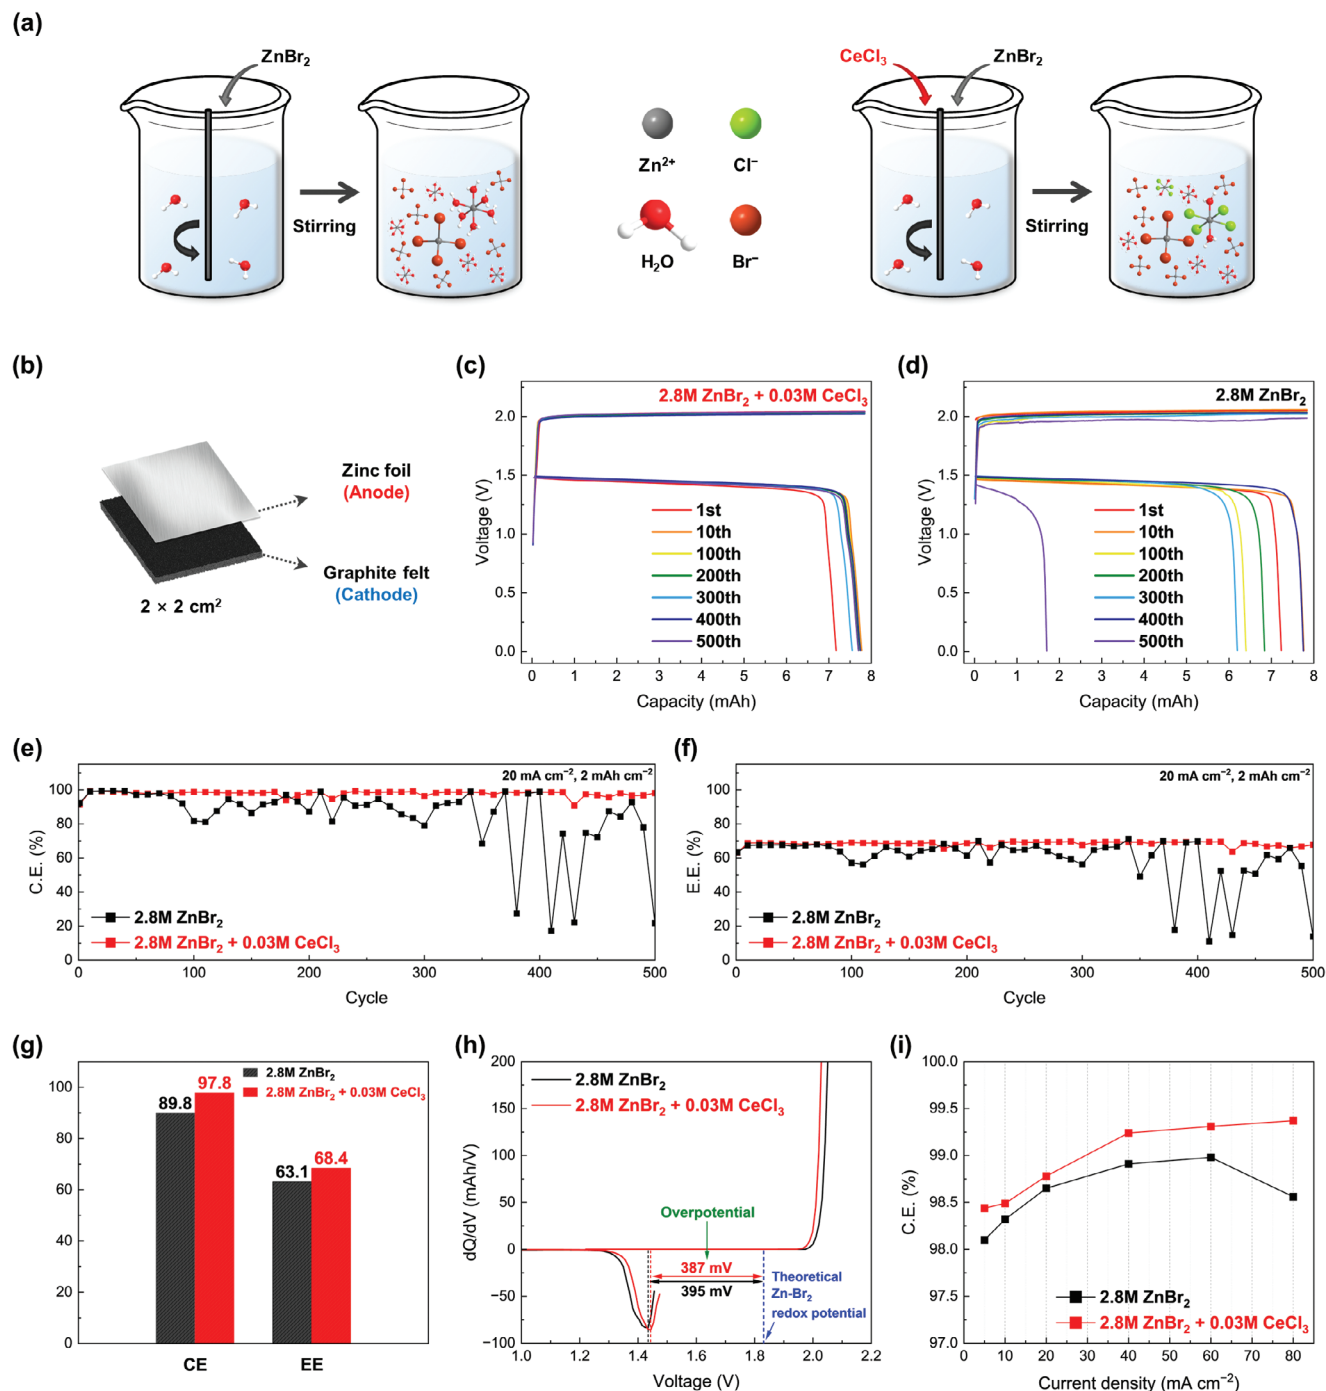 (a)
ZnBr₂
Stirring
Zn²⁺
Cl⁻
H₂O
Br⁻
CeCl₃
ZnBr₂
Stirring
(b)
Zinc foil
(Anode)
Graphite felt
(Cathode)
2 × 2 cm²
(c)
2.8M ZnBr₂ + 0.03M CeCl₃
Voltage (V)
2.0
1.5
1.0
0.5
0.0
1st
10th
100th
200th
300th
400th
500th
0 1 2 3 4 5 6 7 8
Capacity (mAh)
(d)
2.8M ZnBr₂
Voltage (V)
2.0
1.5
1.0
0.5
0.0
1st
10th
100th
200th
300th
400th
500th
0 1 2 3 4 5 6 7 8
Capacity (mAh)
(e)
20 mA cm⁻², 2 mAh cm⁻²
C.E. (%)
100
80
60
40
20
0
2.8M ZnBr₂
2.8M ZnBr₂ + 0.03M CeCl₃
0 100 200 300 400 500
Cycle
(f)
20 mA cm⁻², 2 mAh cm⁻²
E.E. (%)
100
80
60
40
20
0
2.8M ZnBr₂
2.8M ZnBr₂ + 0.03M CeCl₃
0 100 200 300 400 500
Cycle
(g)
2.8M ZnBr₂
2.8M ZnBr₂ + 0.03M CeCl₃
100
80
60
40
20
0
89.8
97.8
63.1
68.4
CE EE
(h)
2.8M ZnBr₂
2.8M ZnBr₂ + 0.03M CeCl₃
dQ/dV (mAh/V)
200
150
100
50
0
−50
−100
Overpotential
387 mV
395 mV
Theoretical
Zn-Br₂
redox potential
1.0 1.2 1.4 1.6 1.8 2.0 2.2
Voltage (V)
(i)
C.E. (%)
100.0
99.5
99.0
98.5
98.0
97.5
97.0
2.8M ZnBr₂
2.8M ZnBr₂ + 0.03M CeCl₃
0 10 20 30 40 50 60 70 80 90
Current density (mA cm⁻²)